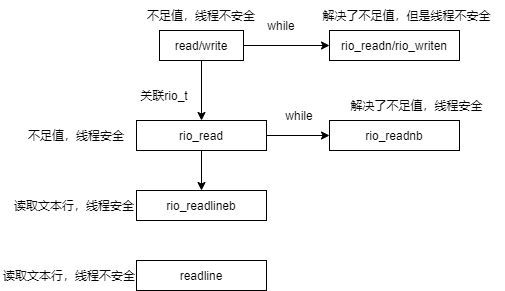 不足值，线程不安全
while
解决了不足值，但是线程不安全
read/write
rio_readn/rio_writen
关联rio_t
while
解决了不足值，线程安全
不足值，线程安全
rio_read
rio_readnb
读取文本行，线程安全
rio_readlineb
读取文本行，线程不安全
readline